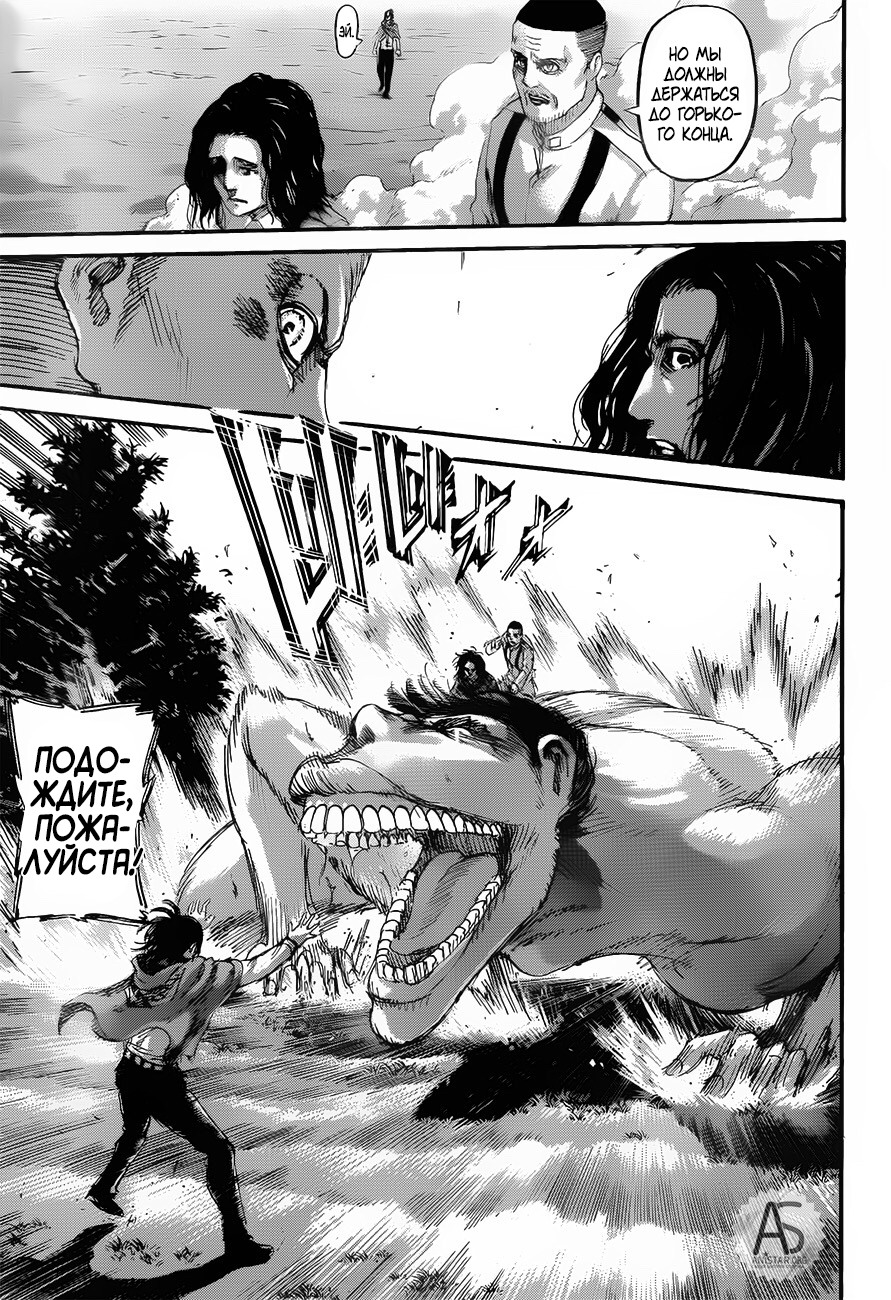 НО МЫ
ДОЛЖНЫ
ДЕРЖАТЬСЯ
ДО ГОРЬКО-
ГО КОНЦА.
ЭЙ.
ПОДО-
ЖДИТЕ,
ПОЖА-
ЛУЙСТА!
AS